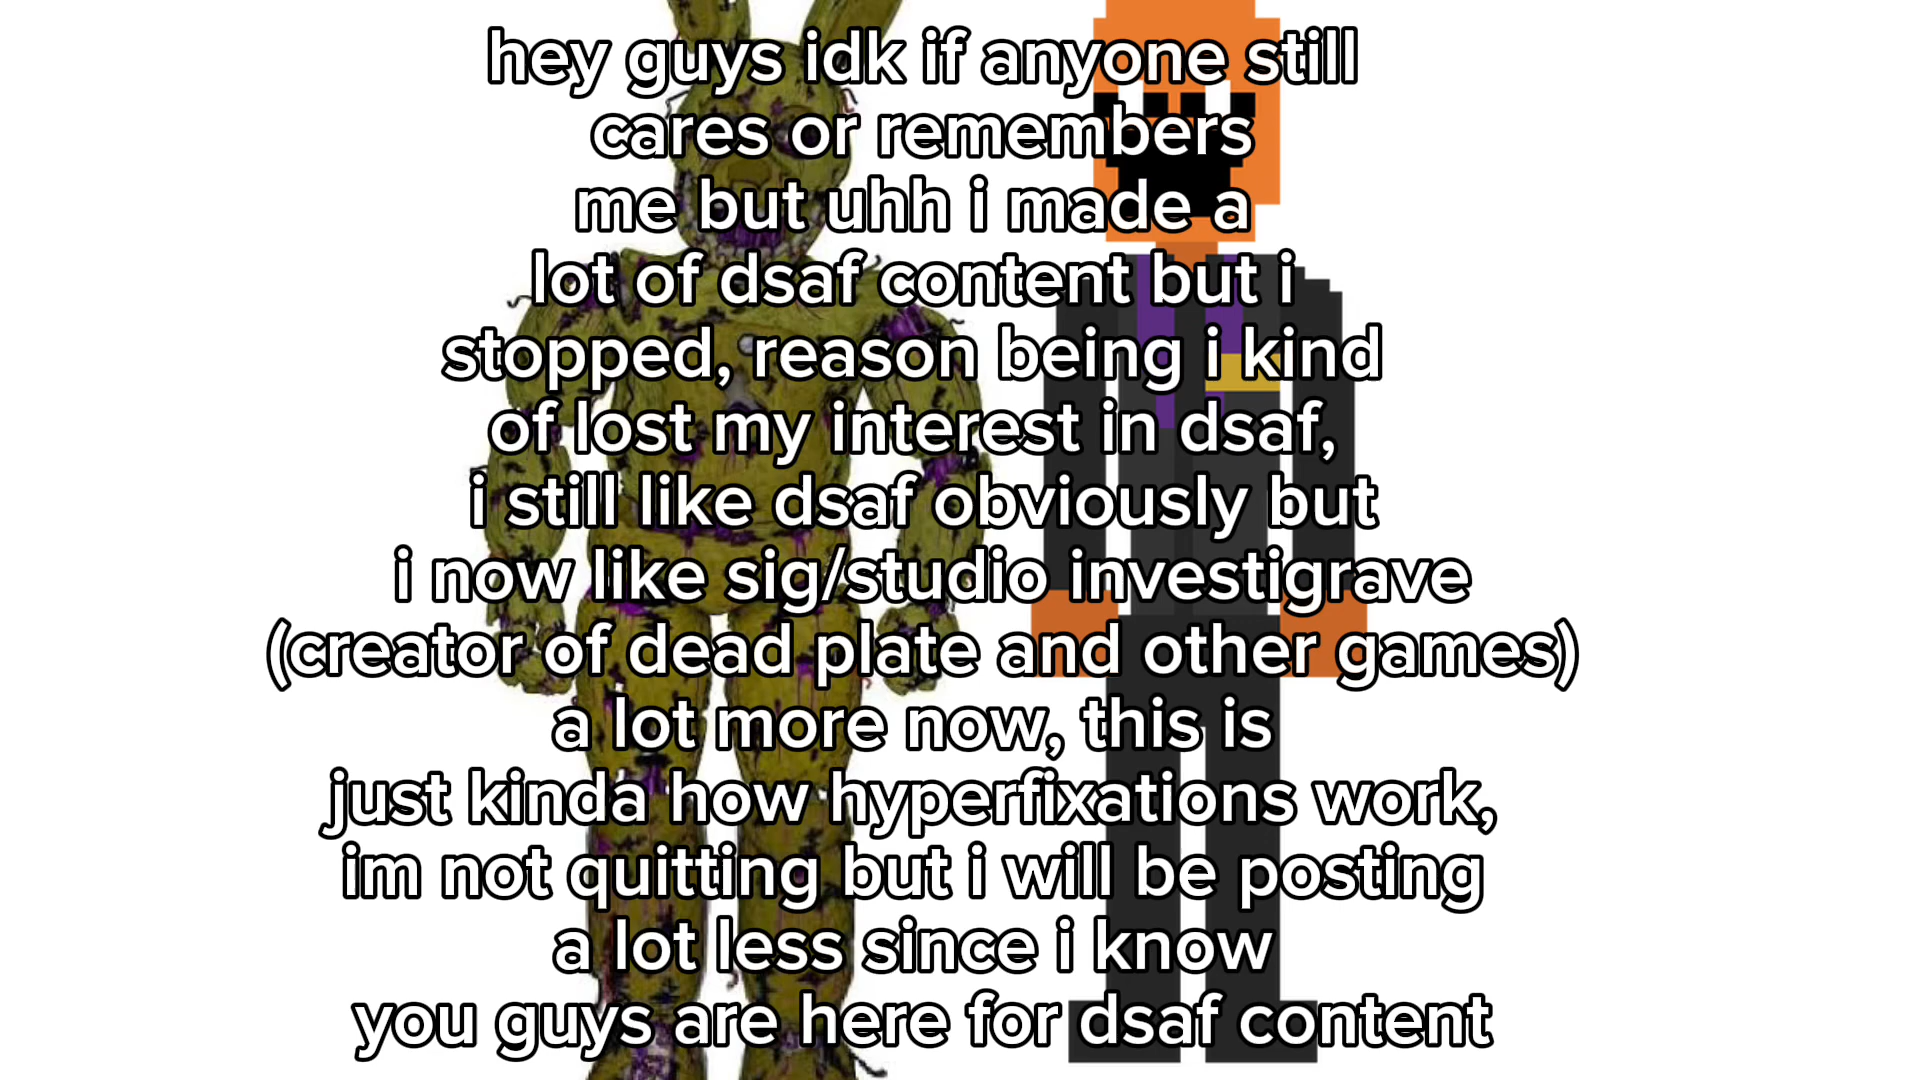 hey guys idk if anyone still
cares or remembers
me but uhh i made a
lot of dsaf content but i
stopped, reason being i kind
of lost my interest in dsaf,
i still like dsaf obviously but
i now like sig/studio investigrave
(creator of dead plate and other games)
a lot more now, this is
just kinda how hyperfixations work,
im not quitting but i will be posting
a lot less since i know
you guys are here for dsaf content